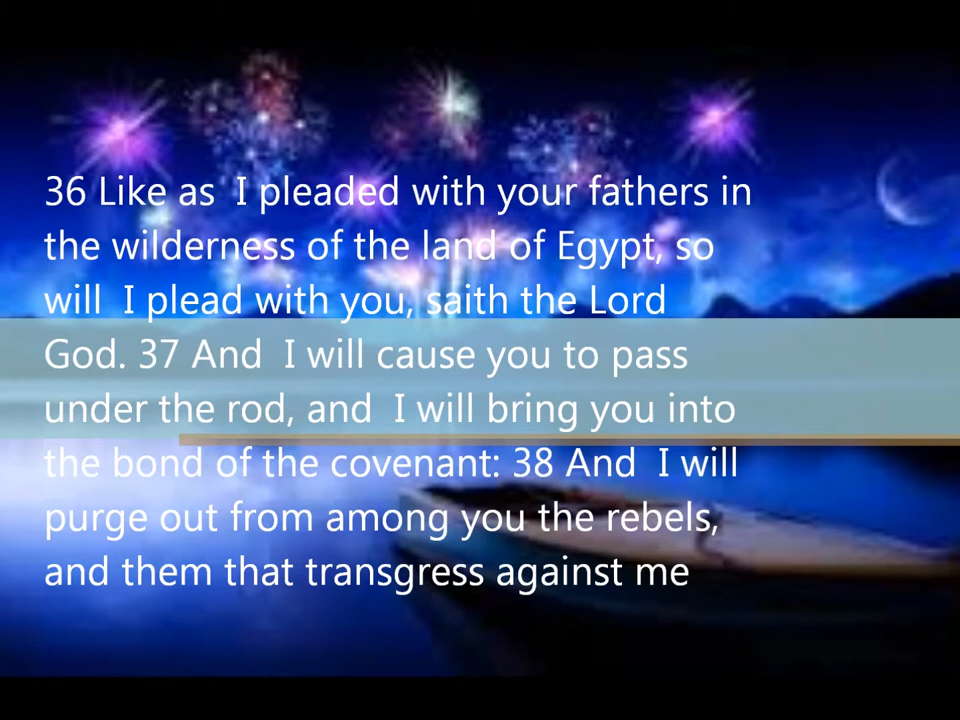 36 Like as  I pleaded with your fathers in
the wilderness of the land of Egypt, so
will  I plead with you, saith the Lord
God. 37 And  I will cause you to pass
under the rod, and  I will bring you into
the bond of the covenant: 38 And  I will
purge out from among you the rebels,
and them that transgress against me